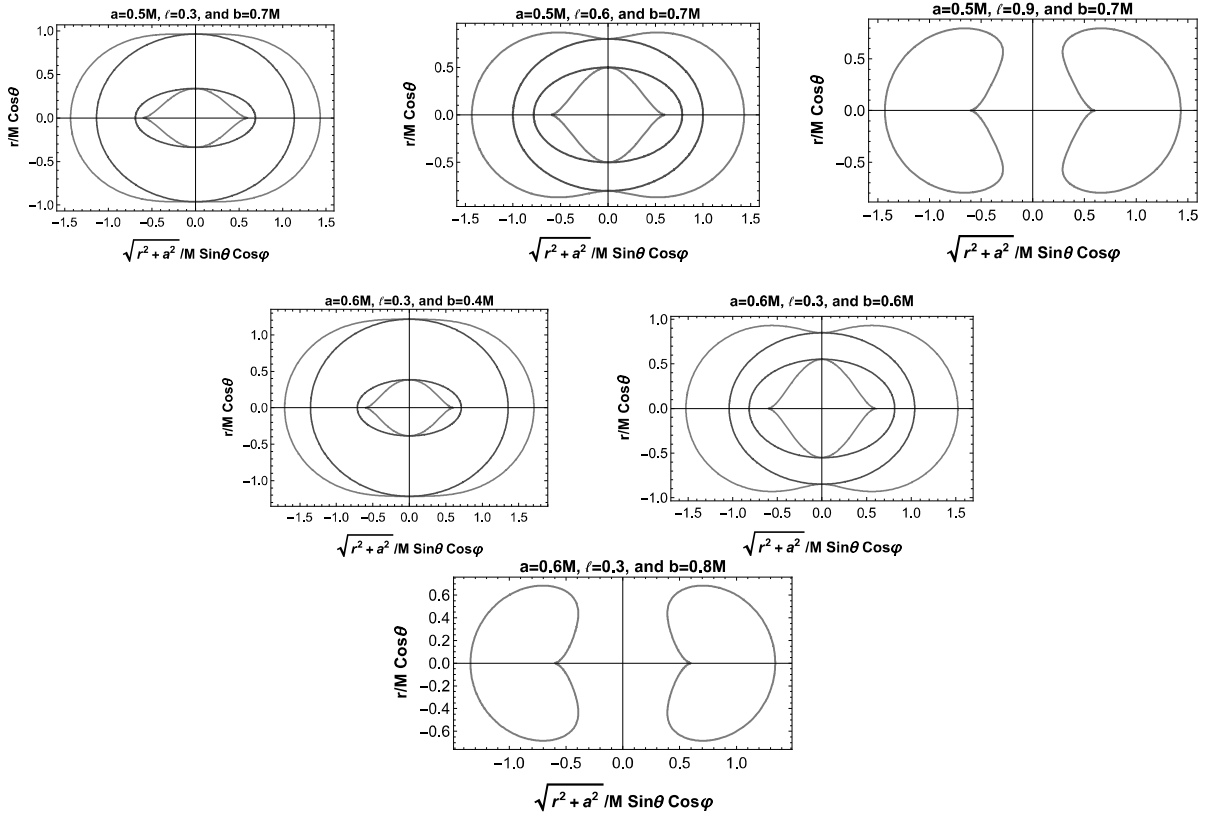 a=0.5M, ℓ=0.3, and b=0.7M
r/M Cosθ
1.0
0.5
0.0
−0.5
−1.0
−1.5 −1.0 −0.5 0.0 0.5 1.0 1.5
√r² + a² /M Sinθ Cosφ
a=0.5M, ℓ=0.6, and b=0.7M
r/M Cosθ
0.5
0.0
−0.5
−1.5 −1.0 −0.5 0.0 0.5 1.0 1.5
√r² + a² /M Sinθ Cosφ
a=0.5M, ℓ=0.9, and b=0.7M
r/M Cosθ
0.5
0.0
−0.5
−1.5 −1.0 −0.5 0.0 0.5 1.0 1.5
√r² + a² /M Sinθ Cosφ
a=0.6M, ℓ=0.3, and b=0.4M
r/M Cosθ
1.0
0.5
0.0
−0.5
−1.0
−1.5 −1.0 −0.5 0.0 0.5 1.0 1.5
√r² + a² /M Sinθ Cosφ
a=0.6M, ℓ=0.3, and b=0.6M
r/M Cosθ
1.0
0.5
0.0
−0.5
−1.0
−1.5 −1.0 −0.5 0.0 0.5 1.0 1.5
√r² + a² /M Sinθ Cosφ
a=0.6M, ℓ=0.3, and b=0.8M
r/M Cosθ
0.6
0.4
0.2
0.0
−0.2
−0.4
−0.6
−1.0 −0.5 0.0 0.5 1.0
√r² + a² /M Sinθ Cosφ